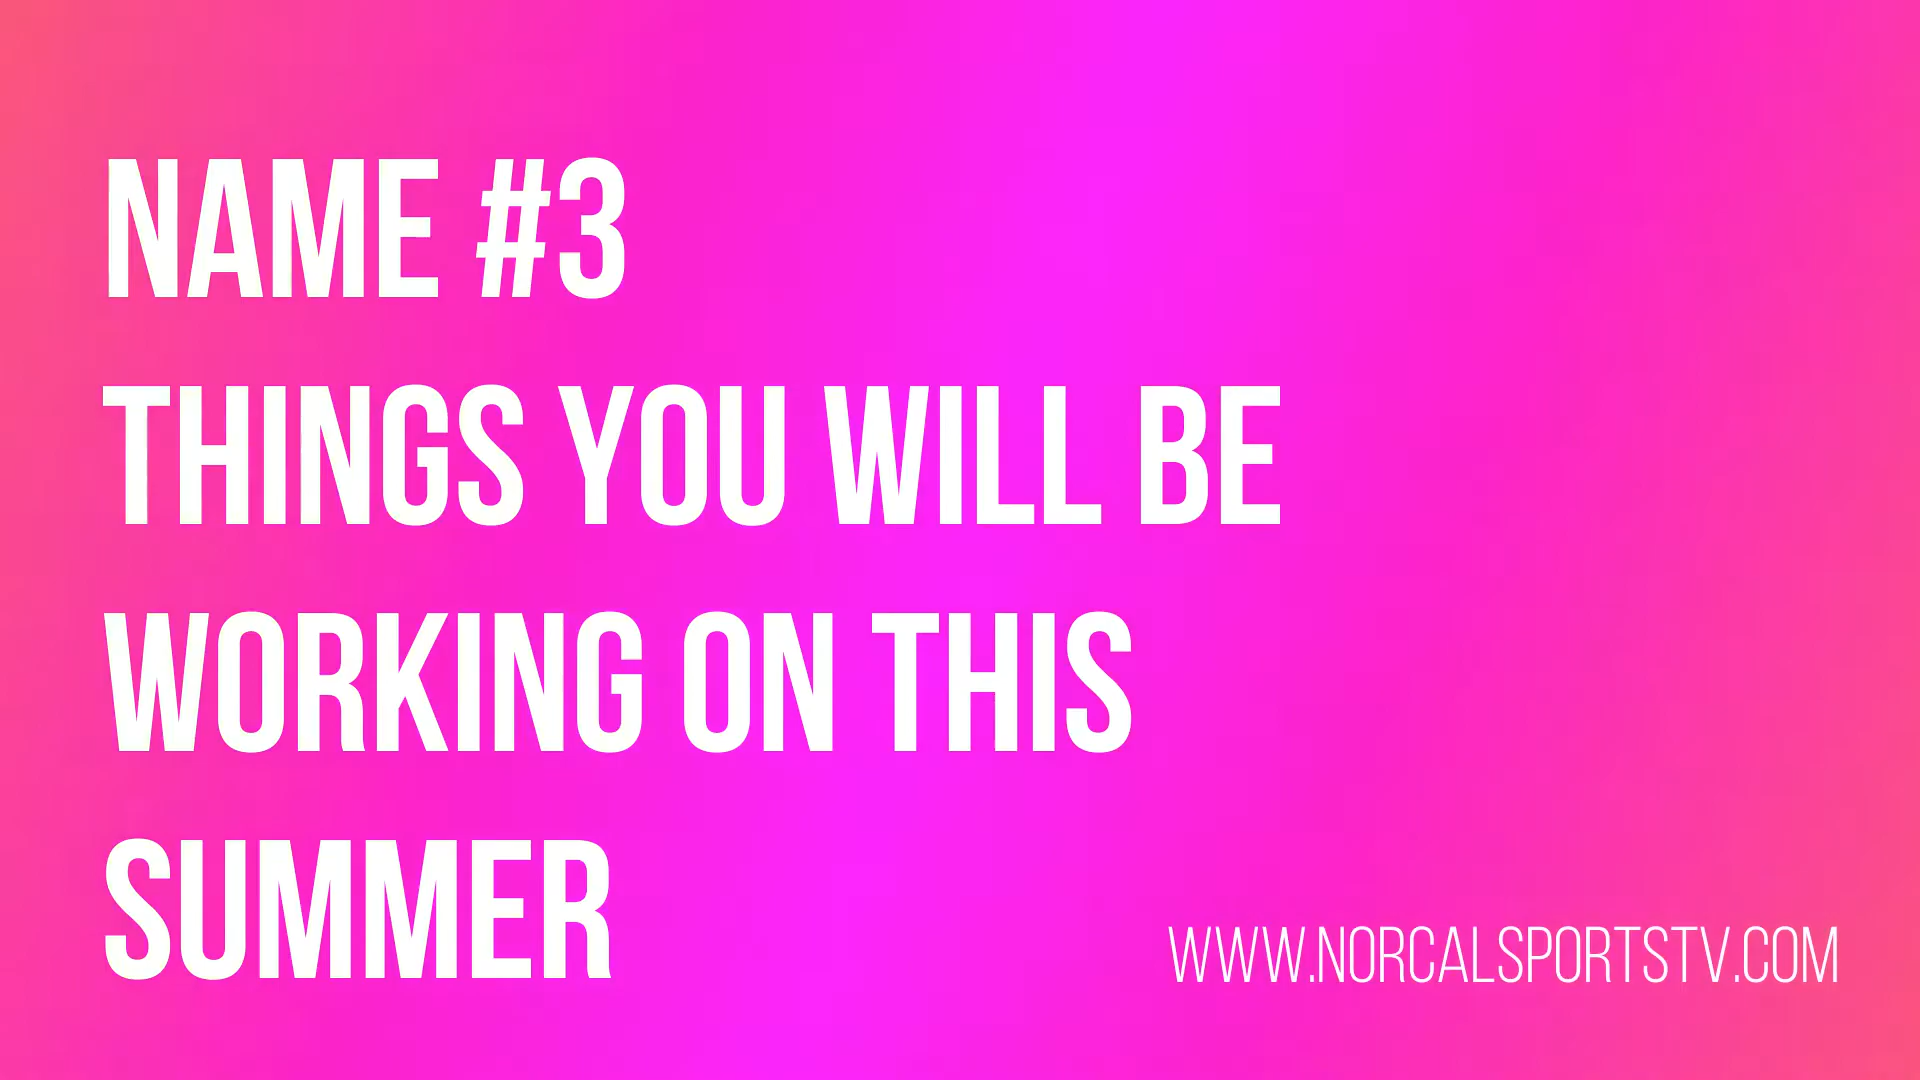 NAME #3
THINGS YOU WILL BE
WORKING ON THIS
SUMMER
WWW.NORCALSPORTSTV.COM